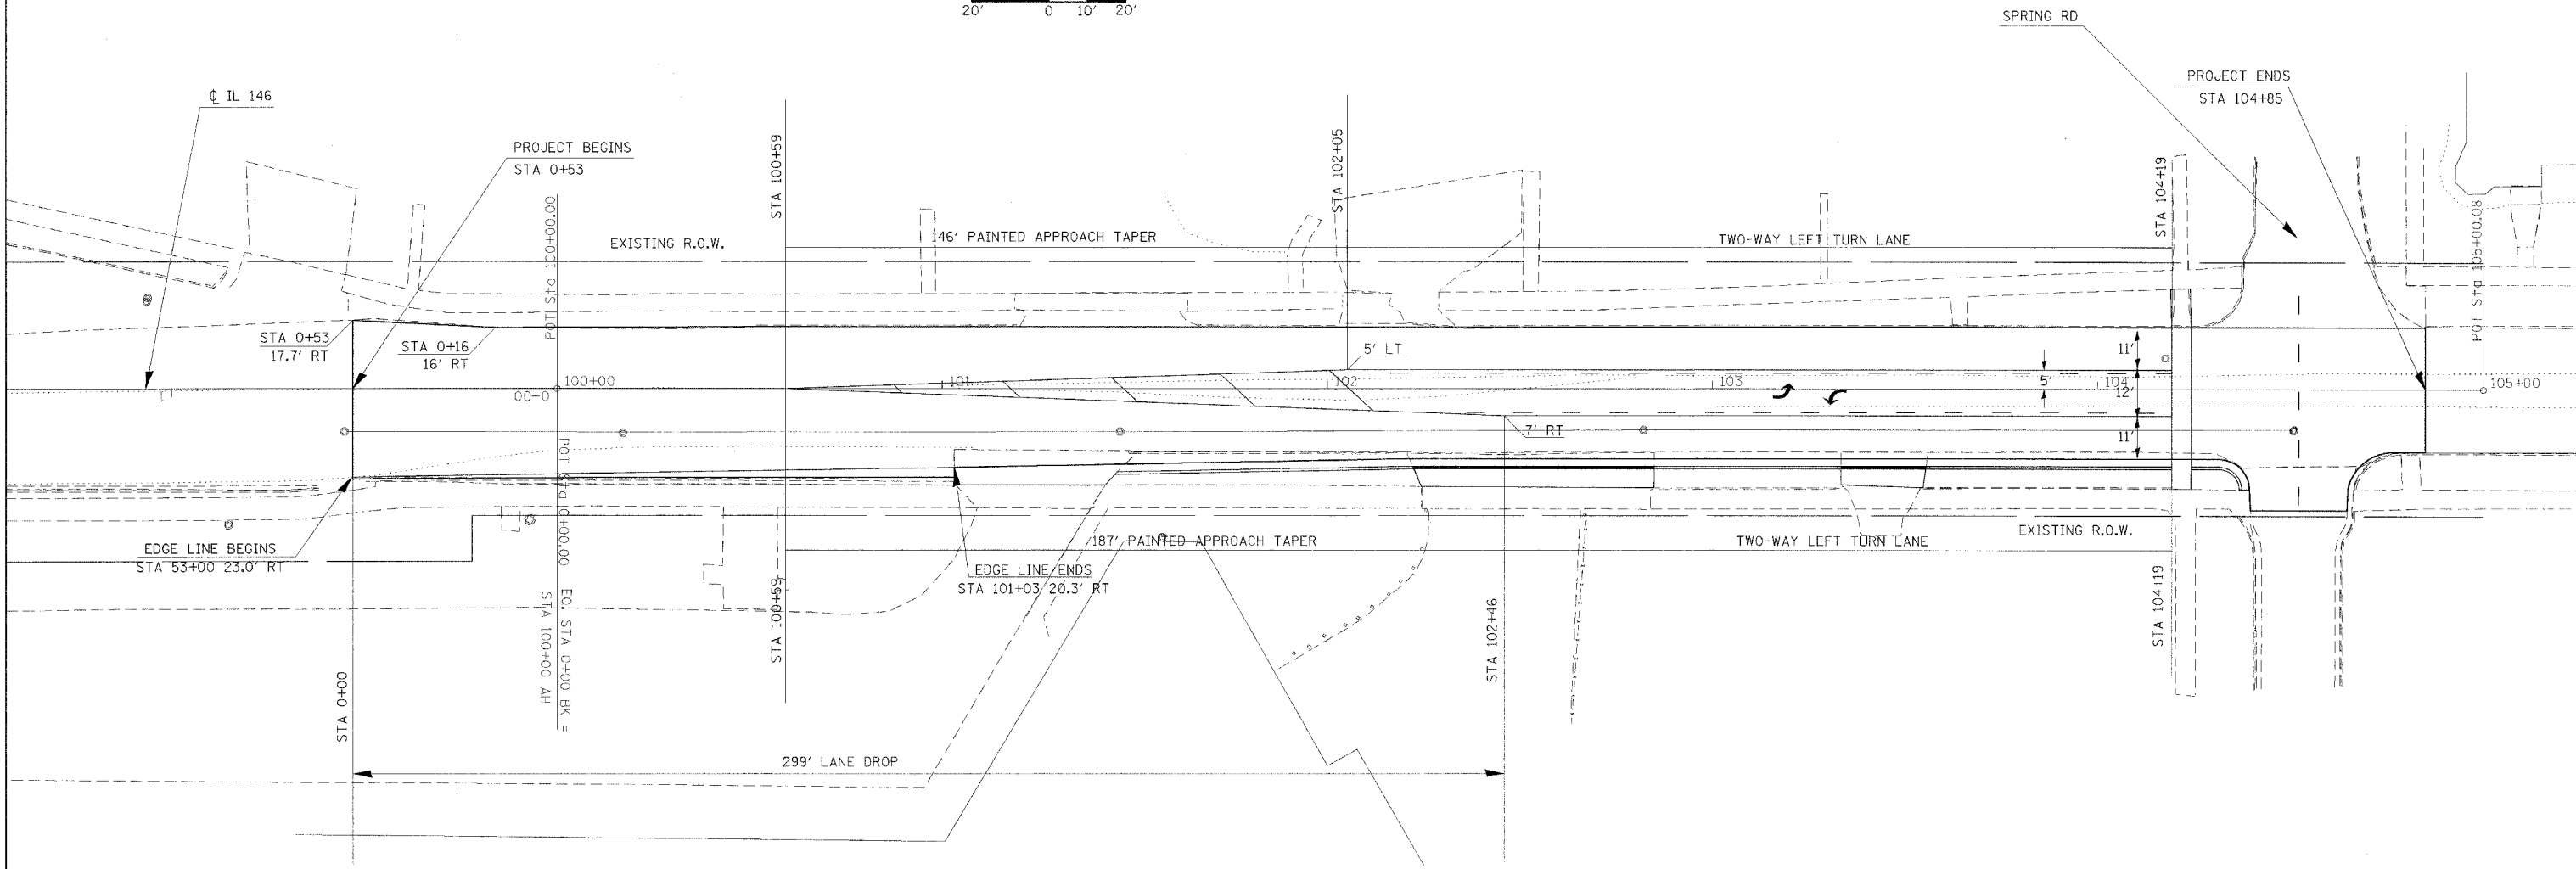 20' 0 10' 20'
SPRING RD
PROJECT ENDS
STA 104+85
℄ IL 146
PROJECT BEGINS
STA 0+53
STA 100+59
STA 102+05
STA 104+19
EXISTING R.O.W.
146' PAINTED APPROACH TAPER
TWO-WAY LEFT TURN LANE
POT Sta 105+00.08
STA 0+53
17.7' RT
STA 0+16
16' RT
5' LT
11'
1
00+0
100+00
101
102
103
5'
104
12'
105+00
7' RT
11'
POT Sta 0+00.00
EDGE LINE BEGINS
STA 53+00 23.0' RT
187' PAINTED APPROACH TAPER
TWO-WAY LEFT TURN LANE
EXISTING R.O.W.
EDGE LINE ENDS
STA 101+03 20.3' RT
EQ. STA 0+00 BK =
STA 100+00 AH
STA 100+59
STA 102+46
STA 104+19
STA 0+00
299' LANE DROP